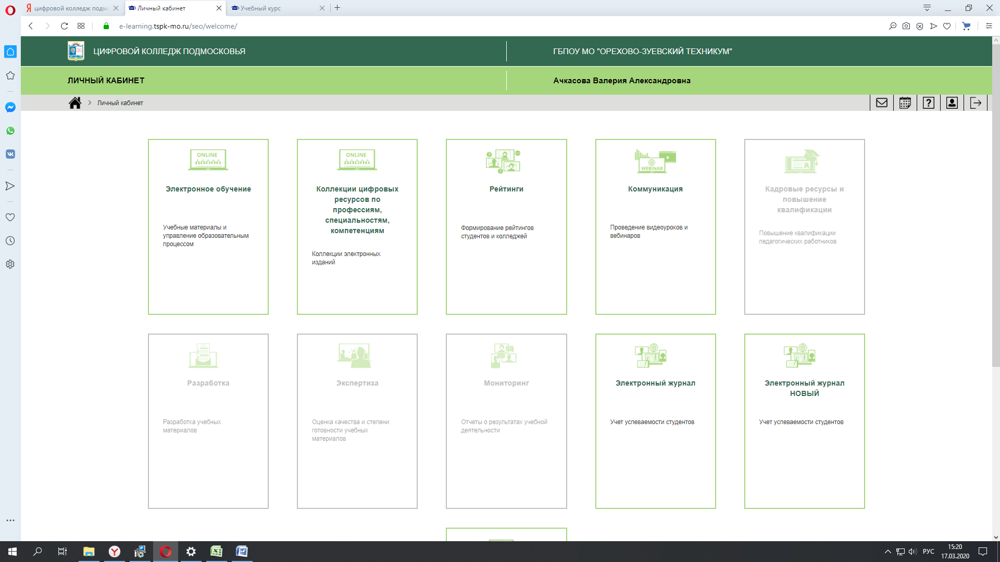 цифровой колледж подмо
Личный кабинет
Учебный курс
e-learning.tspk-mo.ru/seo/welcome/
ЦИФРОВОЙ КОЛЛЕДЖ ПОДМОСКОВЬЯ
ГБПОУ МО "ОРЕХОВО-ЗУЕВСКИЙ ТЕХНИКУМ"
ЛИЧНЫЙ КАБИНЕТ
Ачкасова Валерия Александровна
Личный кабинет
ONLINE
Электронное обучение
Учебные материалы и
управление образовательным
процессом
ONLINE
Коллекции цифровых
ресурсов по
профессиям,
специальностям,
компетенциям
Коллекции электронных
изданий
Рейтинги
Формирование рейтингов
студентов и колледжей
WEBINAR
Коммуникация
Проведение видеоуроков и
вебинаров
Кадровые ресурсы и
повышение
квалификации
Повышение квалификации
педагогических работников
Разработка
Разработка учебных
материалов
Экспертиза
Оценка качества и степени
готовности учебных
материалов
Мониторинг
Отчеты о результатах учебной
деятельности
Электронный журнал
Учет успеваемости студентов
Электронный журнал
НОВЫЙ
Учет успеваемости студентов
РУС
15:20
17.03.2020